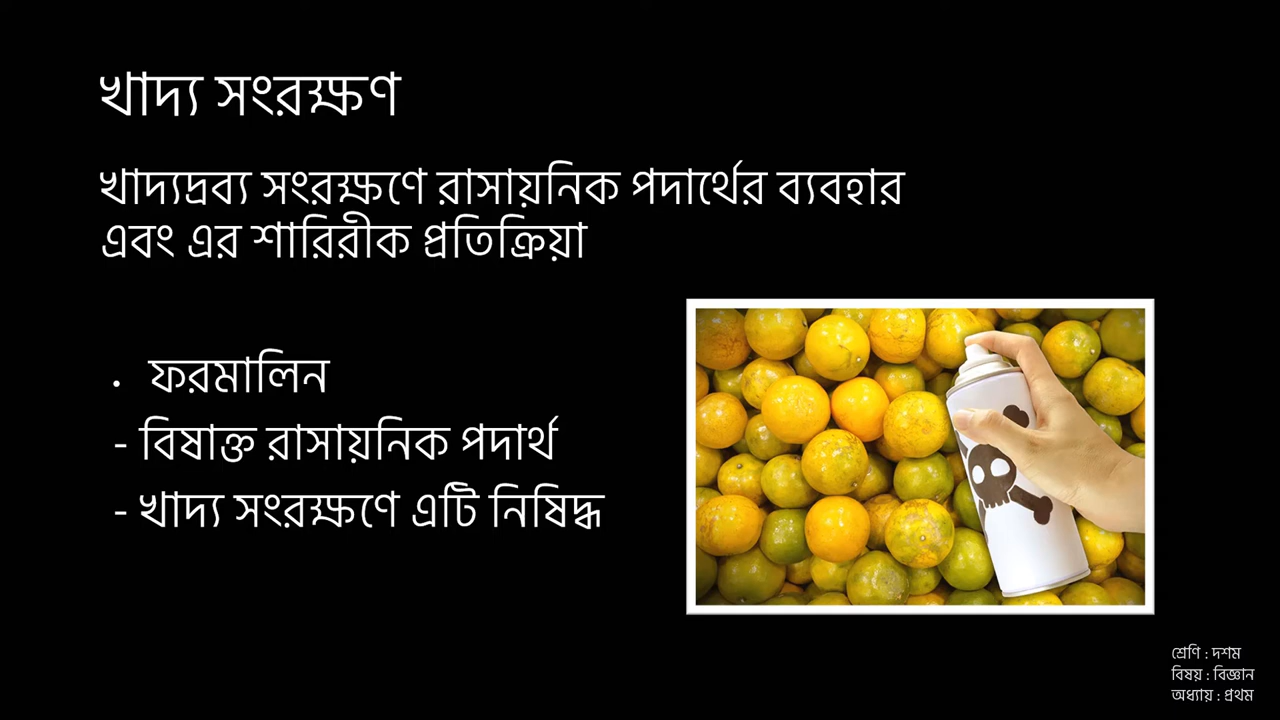 খাদ্য সংরক্ষণ
খাদ্যদ্রব্য সংরক্ষণে রাসায়নিক পদার্থের ব্যবহার
এবং এর শারিরীক প্রতিক্রিয়া
• ফরমালিন
- বিষাক্ত রাসায়নিক পদার্থ
- খাদ্য সংরক্ষণে এটি নিষিদ্ধ
শ্রেণি : দশম
বিষয় : বিজ্ঞান
অধ্যায় : প্রথম